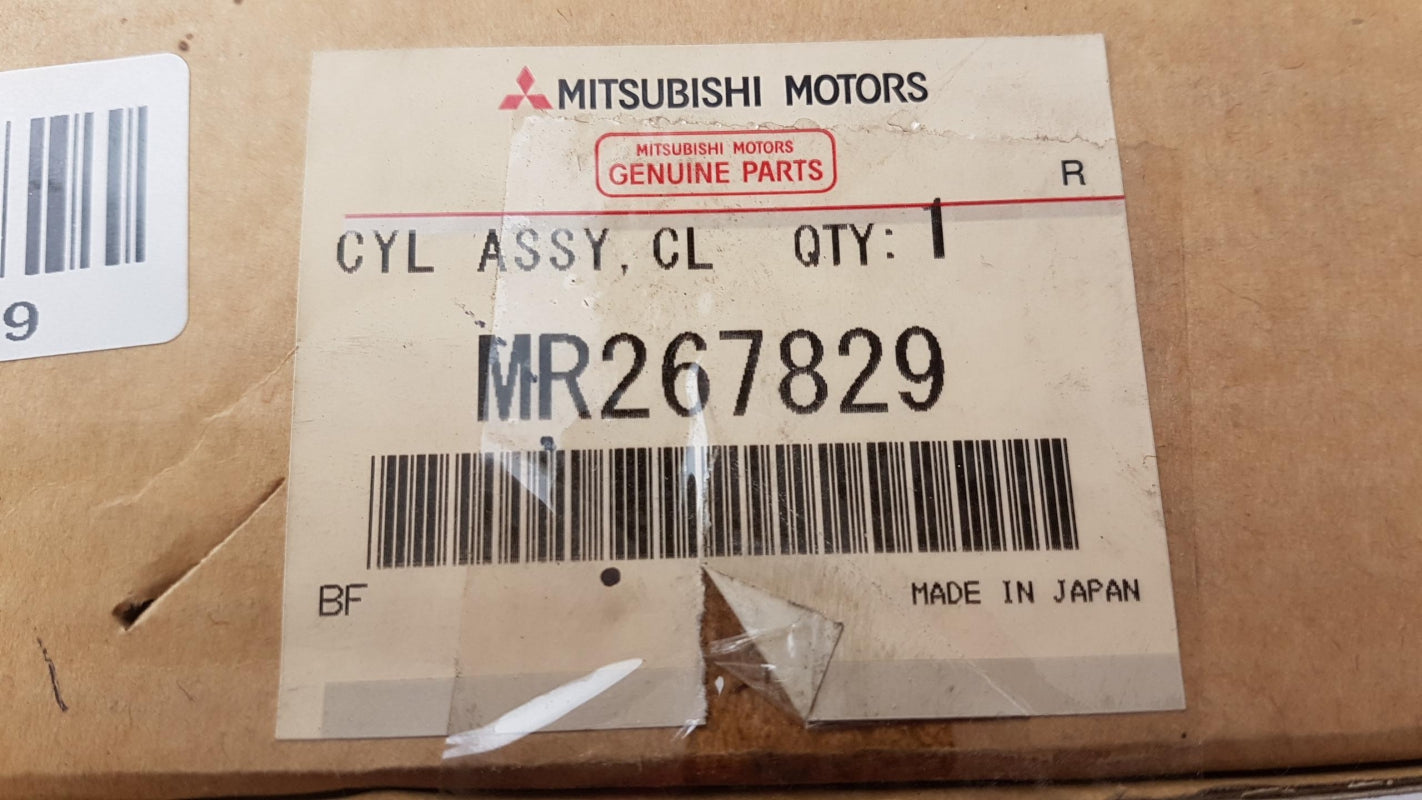 MITSUBISHI MOTORS
MITSUBISHI MOTORS
GENUINE PARTS
R
CYL ASSY, CL QTY: 1
MR267829
BF
MADE IN JAPAN
9